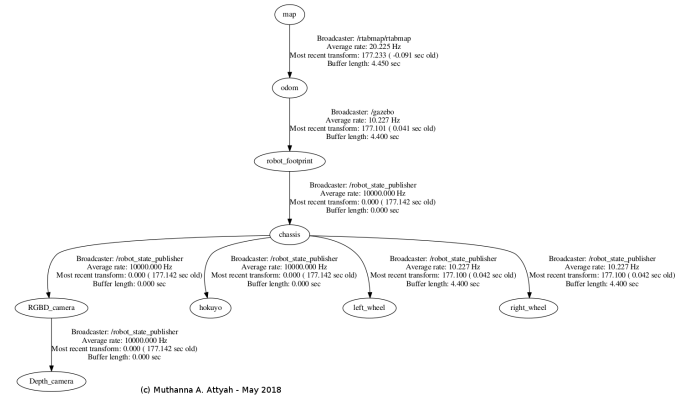 map
Broadcaster: /rtabmap/rtabmap
Average rate: 20.225 Hz
Most recent transform: 177.233 ( -0.091 sec old)
Buffer length: 4.450 sec
odom
Broadcaster: /gazebo
Average rate: 10.227 Hz
Most recent transform: 177.101 ( 0.041 sec old)
Buffer length: 4.400 sec
robot_footprint
Broadcaster: /robot_state_publisher
Average rate: 10000.000 Hz
Most recent transform: 0.000 ( 177.142 sec old)
Buffer length: 0.000 sec
chassis
Broadcaster: /robot_state_publisher
Average rate: 10000.000 Hz
Most recent transform: 0.000 ( 177.142 sec old)
Buffer length: 0.000 sec
Broadcaster: /robot_state_publisher
Average rate: 10000.000 Hz
Most recent transform: 0.000 ( 177.142 sec old)
Buffer length: 0.000 sec
Broadcaster: /robot_state_publisher
Average rate: 10.227 Hz
Most recent transform: 177.100 ( 0.042 sec old)
Buffer length: 4.400 sec
Broadcaster: /robot_state_publisher
Average rate: 10.227 Hz
Most recent transform: 177.100 ( 0.042 sec old)
Buffer length: 4.400 sec
RGBD_camera
hokuyo
left_wheel
right_wheel
Broadcaster: /robot_state_publisher
Average rate: 10000.000 Hz
Most recent transform: 0.000 ( 177.142 sec old)
Buffer length: 0.000 sec
Depth_camera
(c) Muthanna A. Attyah - May 2018